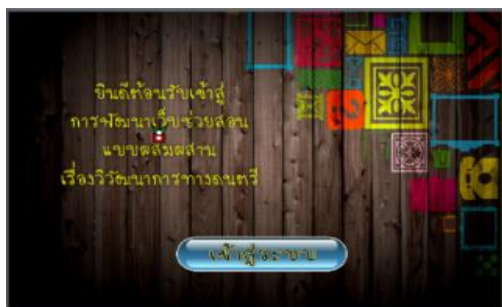 ยินดีต้อนรับเข้าสู่
การพัฒนาเว็บช่วยสอน
แบบผสมผสาน
เรื่องวิวัฒนาการทางดนตรี
เข้าสู่ระบบ